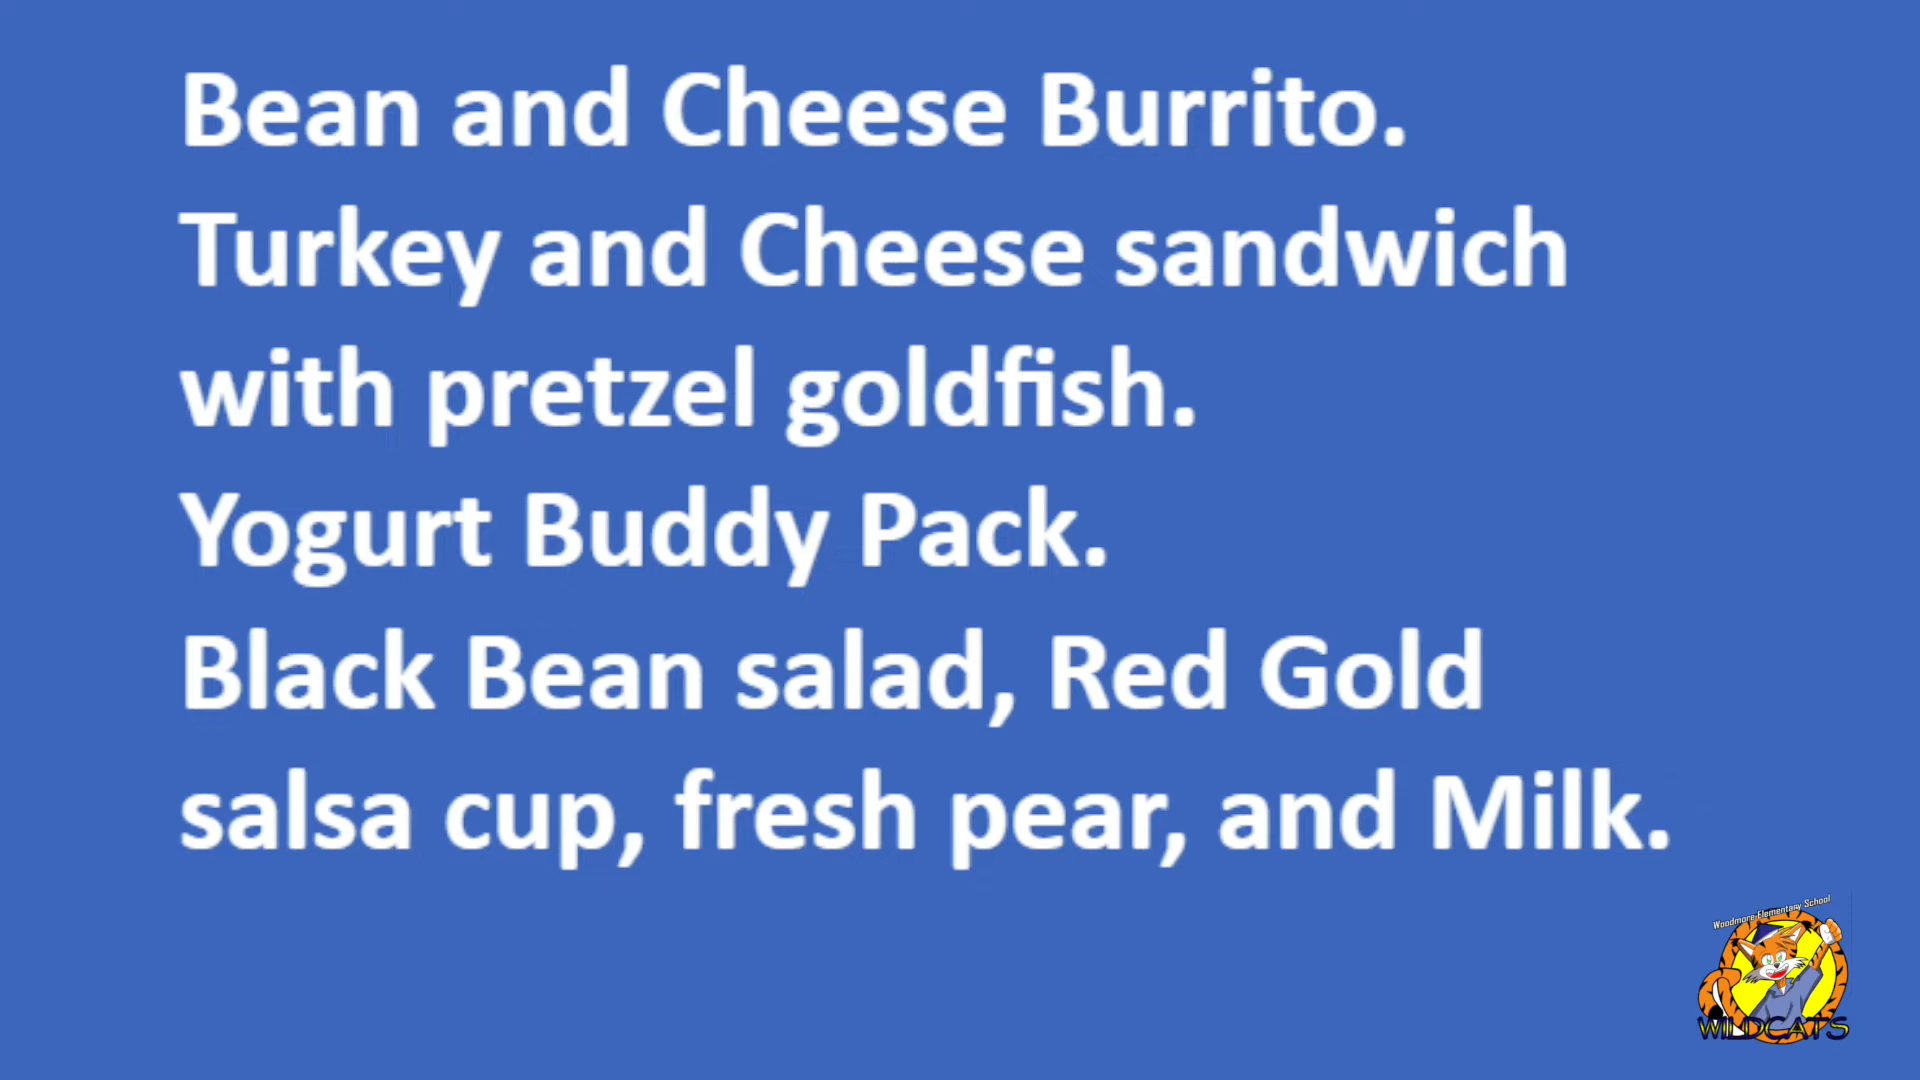 Bean and Cheese Burrito.
Turkey and Cheese sandwich
with pretzel goldfish.
Yogurt Buddy Pack.
Black Bean salad, Red Gold
salsa cup, fresh pear, and Milk.
Woodmore Elementary School
WILDCATS